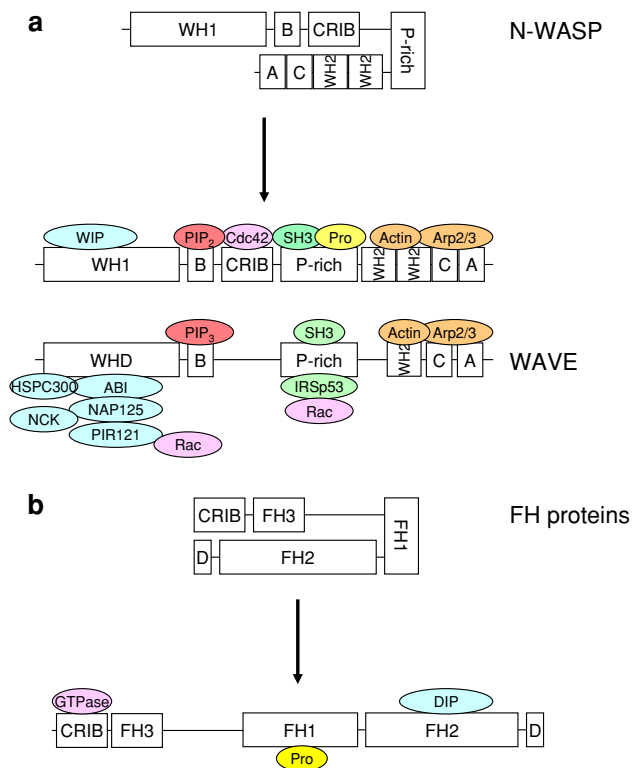 a
N-WASP
WH1 B CRIB P-rich
A C WH2 WH2
WIP PIP2 Cdc42 SH3 Pro Actin Arp2/3
WH1 B CRIB P-rich WH2 WH2 C A
PIP3 SH3 Actin Arp2/3
WHD B P-rich WH2 C A WAVE
HSPC300 ABI IRSp53
NCK NAP125 Rac
PIR121 Rac
b
FH proteins
CRIB FH3 FH1
D FH2
GTPase DIP
CRIB FH3 FH1 FH2 D
Pro